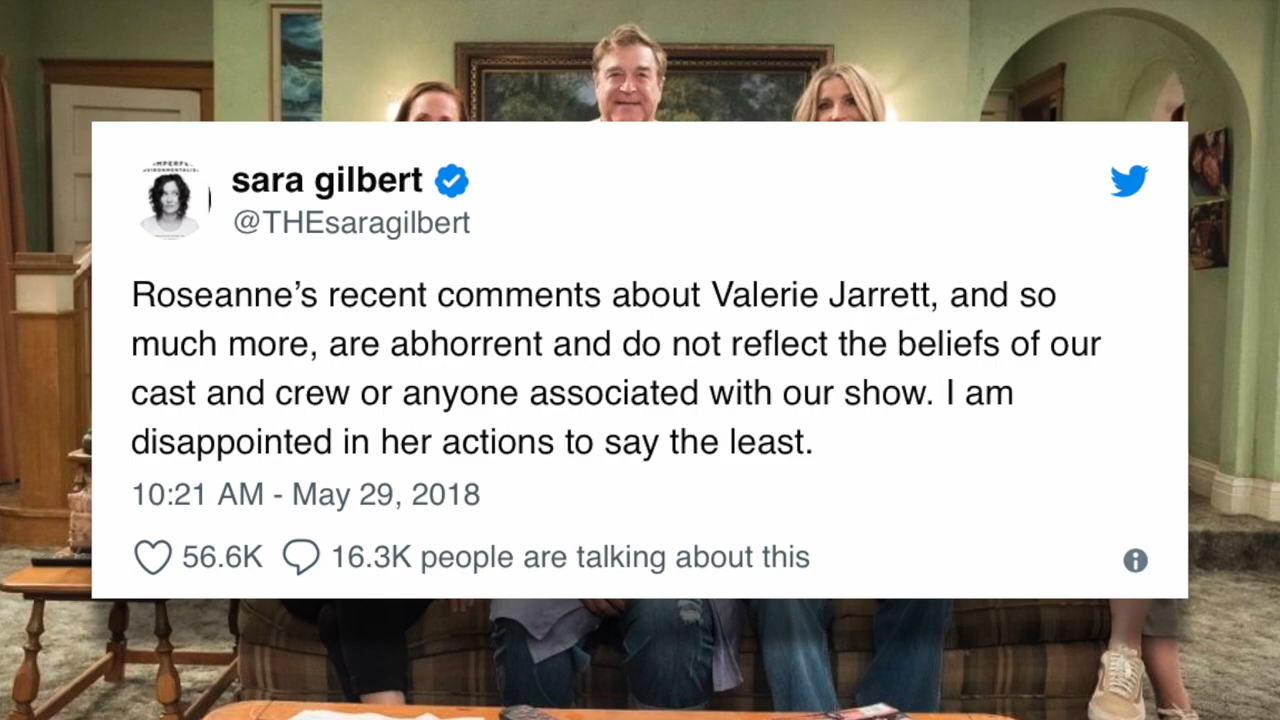 sara gilbert
@THEsaragilbert
Roseanne’s recent comments about Valerie Jarrett, and so
much more, are abhorrent and do not reflect the beliefs of our
cast and crew or anyone associated with our show. I am
disappointed in her actions to say the least.
10:21 AM - May 29, 2018
56.6K 16.3K people are talking about this